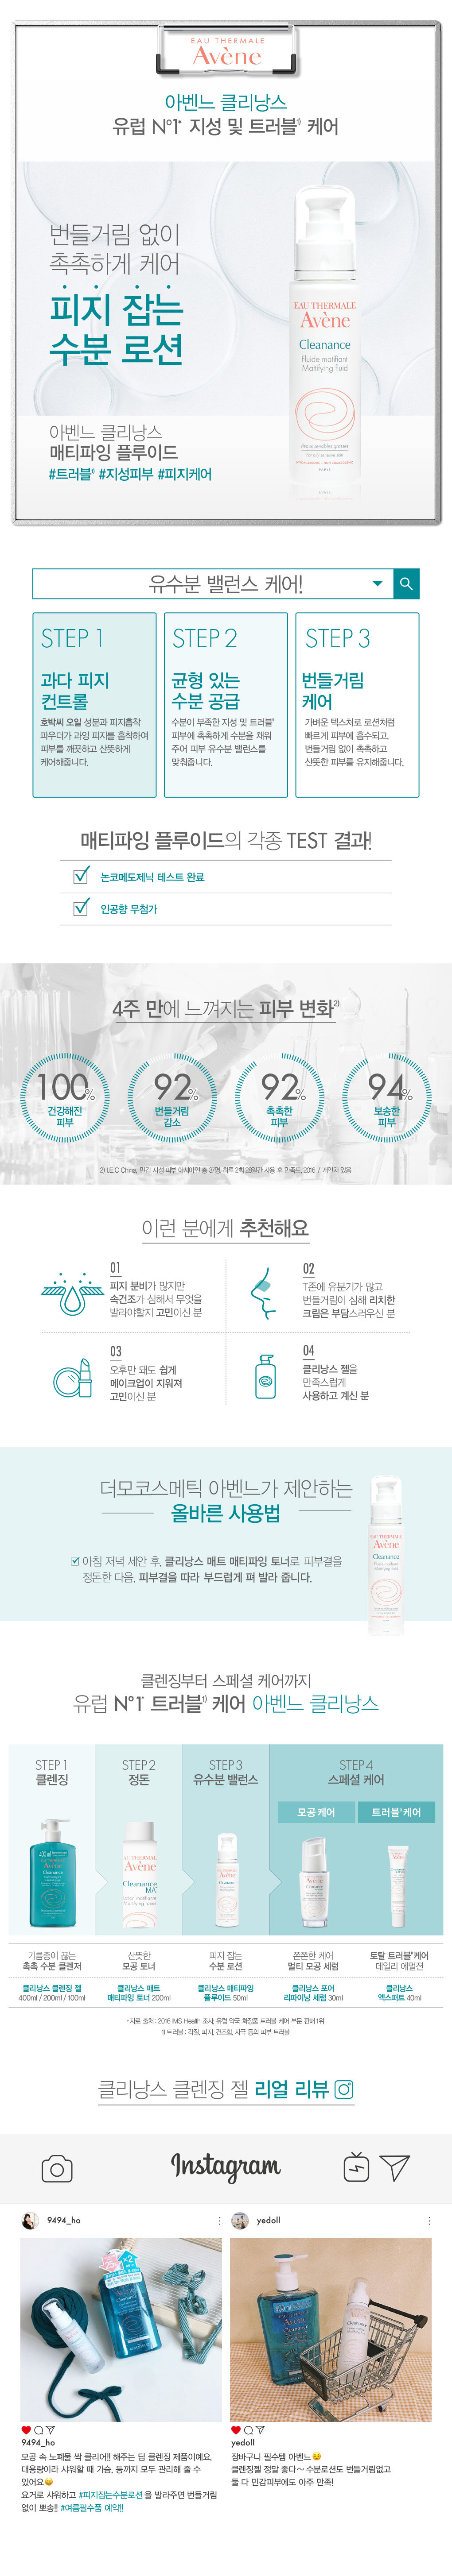 EAU THERMALE
Avène
아벤느 클리낭스
유럽 N°1* 지성 및 트러블1) 케어
번들거림 없이
촉촉하게 케어
피지 잡는
수분 로션
EAU THERMALE
Avène
Cleanance
Fluide matifiant
Mattifying fluid
아벤느 클리낭스
매티파잉 플루이드
#트러블1) #지성피부 #피지케어
유수분 밸런스 케어!
STEP 1
과다 피지
컨트롤
호박씨 오일 성분과 피지흡착
파우더가 과잉 피지를 흡착하여
피부를 깨끗하고 산뜻하게
케어해줍니다.
STEP 2
균형 있는
수분 공급
수분이 부족한 지성 및 트러블1)
피부에 촉촉하게 수분을 채워
주어 피부 유수분 밸런스를
맞춰줍니다.
STEP 3
번들거림
케어
가벼운 텍스처로 로션처럼
빠르게 피부에 흡수되고,
번들거림 없이 촉촉하고
산뜻한 피부를 유지해줍니다.
매티파잉 플루이드의 각종 TEST 결과!
논코메도제닉 테스트 완료
인공향 무첨가
4주 만에 느껴지는 피부 변화2)
100%
건강해진
피부
92%
번들거림
감소
92%
촉촉한
피부
94%
보송한
피부
2) I.E.C China, 민감 지성 피부 아시아인 총 37명, 하루 2회 28일간 사용 후 만족도, 2016 / 개인차 있음
이런 분에게 추천해요
01
피지 분비가 많지만
속건조가 심해서 무엇을
발라야할지 고민이신 분
02
T존에 유분기가 많고
번들거림이 심해 리치한
크림은 부담스러우신 분
03
오후만 돼도 쉽게
메이크업이 지워져
고민이신 분
04
클리낭스 젤을
만족스럽게
사용하고 계신 분
더모코스메틱 아벤느가 제안하는
올바른 사용법
아침 저녁 세안 후, 클리낭스 매트 매티파잉 토너로 피부결을
정돈한 다음, 피부결을 따라 부드럽게 펴 발라 줍니다.
EAU THERMALE
Avène
Cleanance
클렌징부터 스페셜 케어까지
유럽 N°1* 트러블1) 케어 아벤느 클리낭스
STEP 1
클렌징
STEP 2
정돈
STEP 3
유수분 밸런스
STEP 4
스페셜 케어
모공 케어
트러블1) 케어
기름종이 끊는
촉촉 수분 클렌저
산뜻한
모공 토너
피지 잡는
수분 로션
쫀쫀한 케어
멀티 모공 세럼
토탈 트러블1) 케어
데일리 에멀젼
클리낭스 클렌징 젤
400ml / 200ml / 100ml
클리낭스 매트
매티파잉 토너 200ml
클리낭스 매티파잉
플루이드 50ml
클리낭스 포어
리파이닝 세럼 30ml
클리낭스
엑스퍼트 40ml
* 자료 출처 : 2016 IMS Health 조사, 유럽 약국 화장품 트러블 케어 부문 판매 1위
1) 트러블 : 각질, 피지, 건조함, 자극 등의 피부 트러블
클리낭스 클렌징 젤 리얼 리뷰
Instagram
9494_ho
yedoll
9494_ho
모공 속 노폐물 싹 클리어!! 해주는 딥 클렌징 제품이예요,
대용량이라 샤워할 때 가슴, 등까지 모두 관리해 줄 수
있어요😄
요거로 샤워하고 #피지잡는수분로션 을 발라주면 번들거림
없이 뽀송!! #여름필수품 예약!!
yedoll
장바구니 필수템 아벤느😉
클렌징젤 정말 좋다~ 수분로션도 번들거림없고
둘 다 민감피부에도 아주 만족!